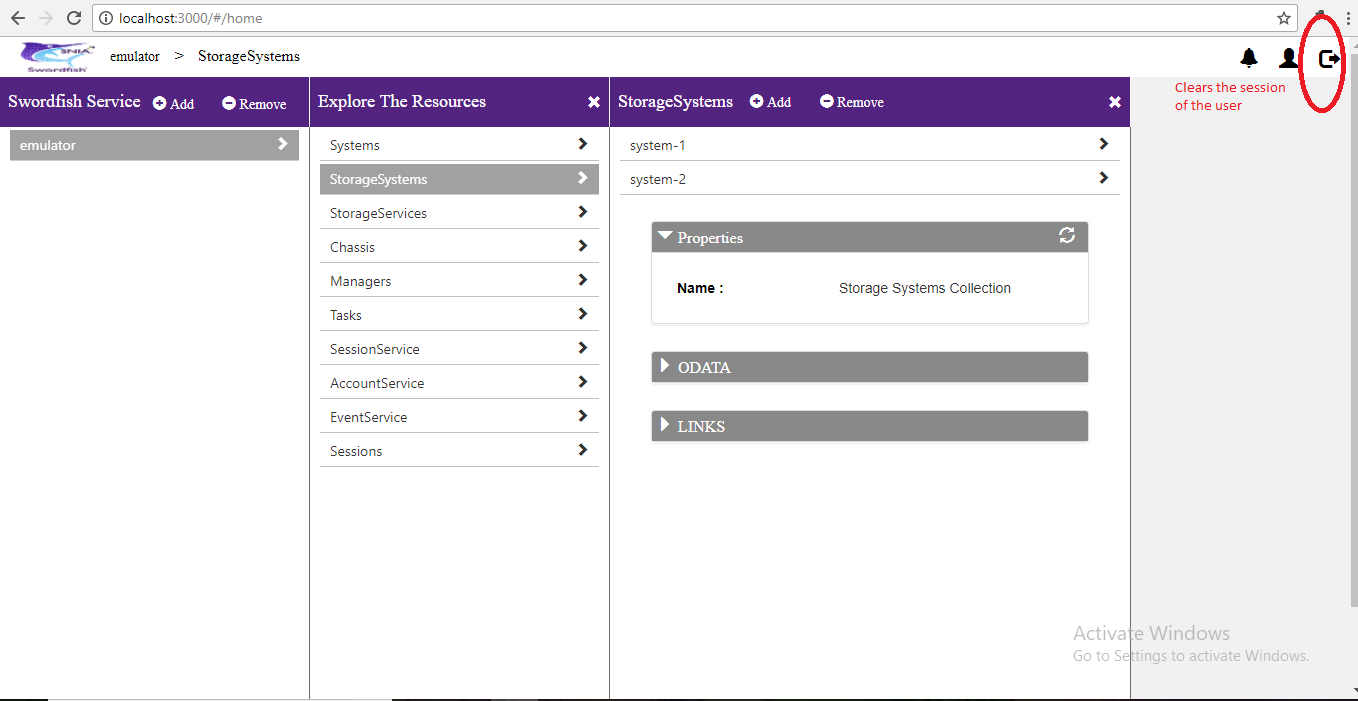 localhost:3000/#/home
SNIA
Swordfish
emulator > StorageSystems
Clears the session
of the user
Swordfish Service Add Remove
emulator
Explore The Resources
Systems
StorageSystems
StorageServices
Chassis
Managers
Tasks
SessionService
AccountService
EventService
Sessions
StorageSystems Add Remove
system-1
system-2
Properties
Name : Storage Systems Collection
ODATA
LINKS
Activate Windows
Go to Settings to activate Windows.